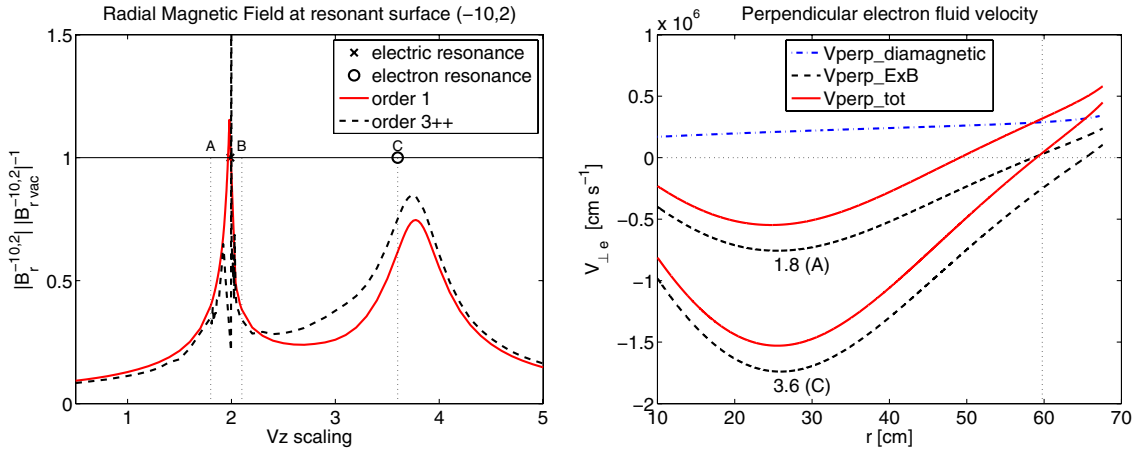 Radial Magnetic Field at resonant surface (-10,2)
1.5
1
0.5
0
|B_r^{-10,2}| |B_{r vac}^{-10,2}|^{-1}
A
B
C
electric resonance
electron resonance
order 1
order 3++
1
2
3
4
5
Vz scaling
Perpendicular electron fluid velocity
x 10^6
1
0.5
0
-0.5
-1
-1.5
-2
V_{⊥ e} [cm s^{-1}]
Vperp_diamagnetic
Vperp_ExB
Vperp_tot
1.8 (A)
3.6 (C)
10
20
30
40
50
60
70
r [cm]